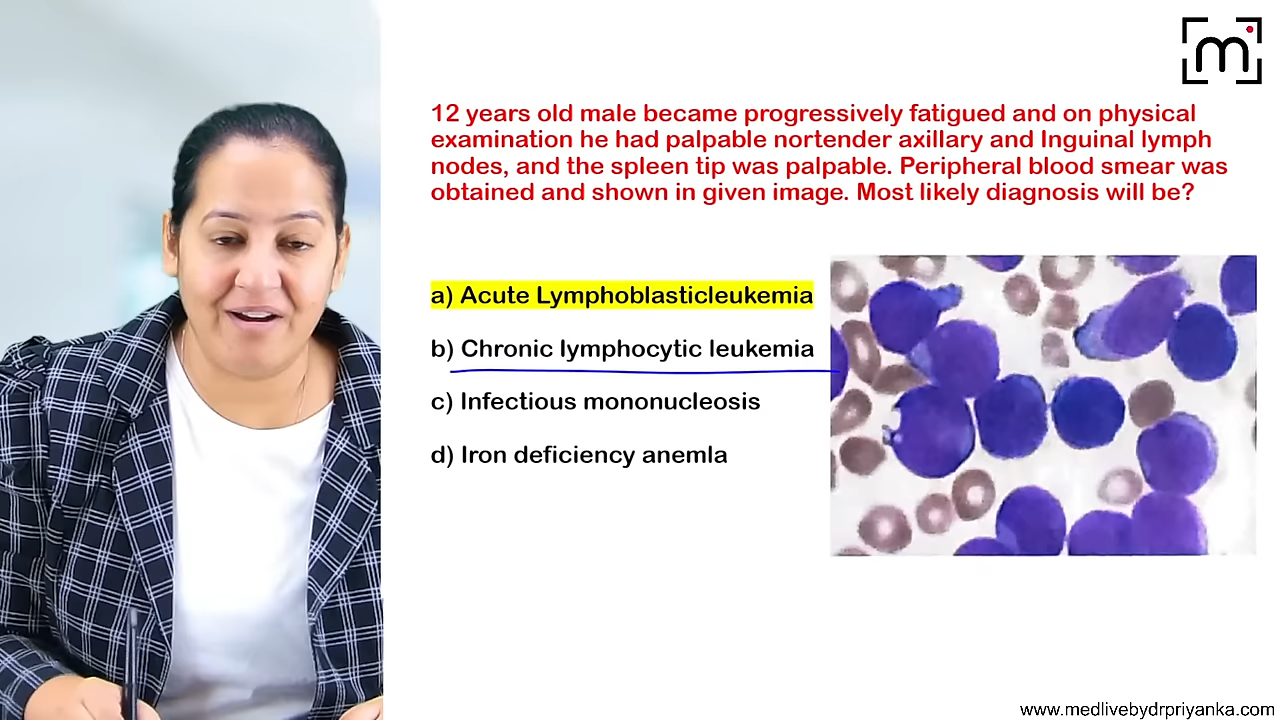 m
12 years old male became progressively fatigued and on physical
examination he had palpable nortender axillary and Inguinal lymph
nodes, and the spleen tip was palpable. Peripheral blood smear was
obtained and shown in given image. Most likely diagnosis will be?
a) Acute Lymphoblasticleukemia
b) Chronic lymphocytic leukemia
c) Infectious mononucleosis
d) Iron deficiency anemla
www.medlivebydrpriyanka.com